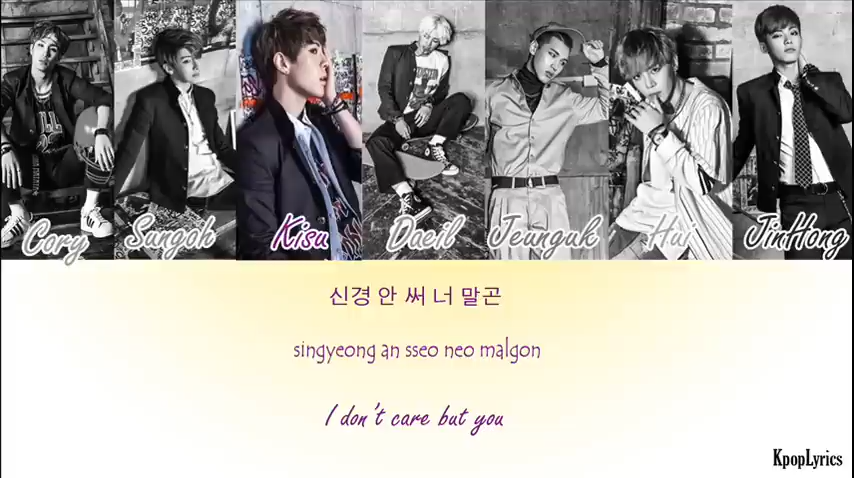 Cory Sangoh Kisu Daeil Jeunguk Hui JinHong
신경 안 써 너 말곤
singyeong an sseo neo malgon
I don't care but you
KpopLyrics